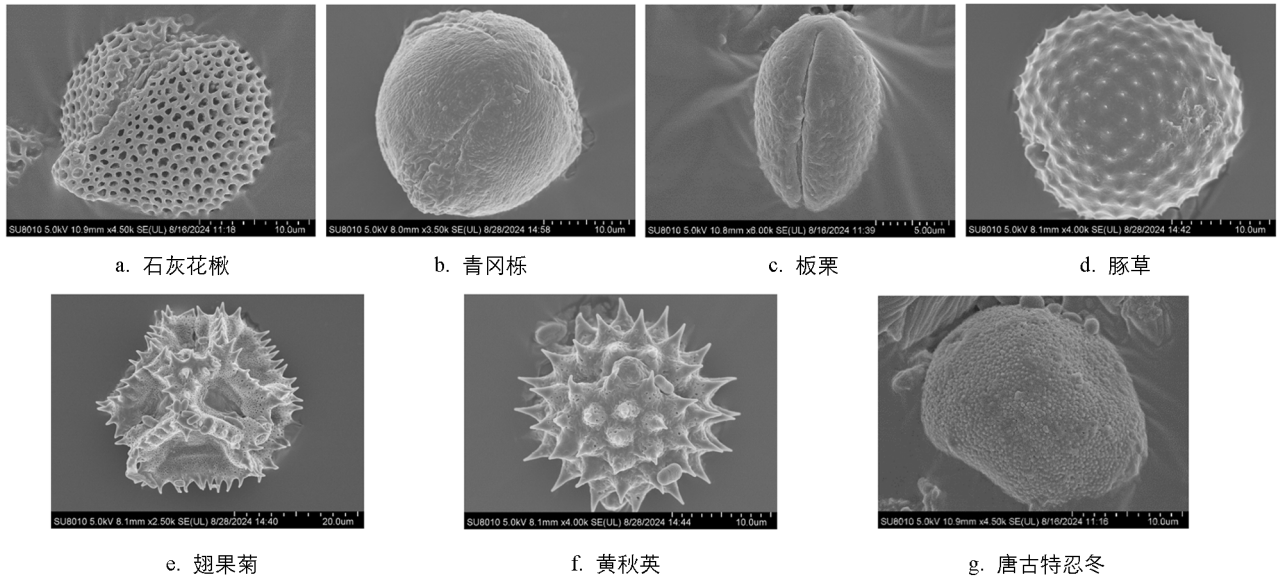 SU8010 5.0kV 10.9mm x4.50k SE(UL) 8/16/2024 11:18 10.0um
SU8010 5.0kV 8.0mm x3.50k SE(UL) 8/28/2024 14:58 10.0um
SU8010 5.0kV 10.8mm x6.00k SE(UL) 8/16/2024 11:39 5.00um
SU8010 5.0kV 8.1mm x4.00k SE(UL) 8/28/2024 14:42 10.0um
a. 石灰花楸
b. 青冈栎
c. 板栗
d. 豚草
SU8010 5.0kV 8.1mm x2.50k SE(UL) 8/28/2024 14:40 20.0um
SU8010 5.0kV 8.1mm x4.00k SE(UL) 8/28/2024 14:44 10.0um
SU8010 5.0kV 10.9mm x4.50k SE(UL) 8/16/2024 11:16 10.0um
e. 翅果菊
f. 黄秋英
g. 唐古特忍冬